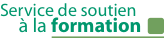 Service de soutien
à la formation